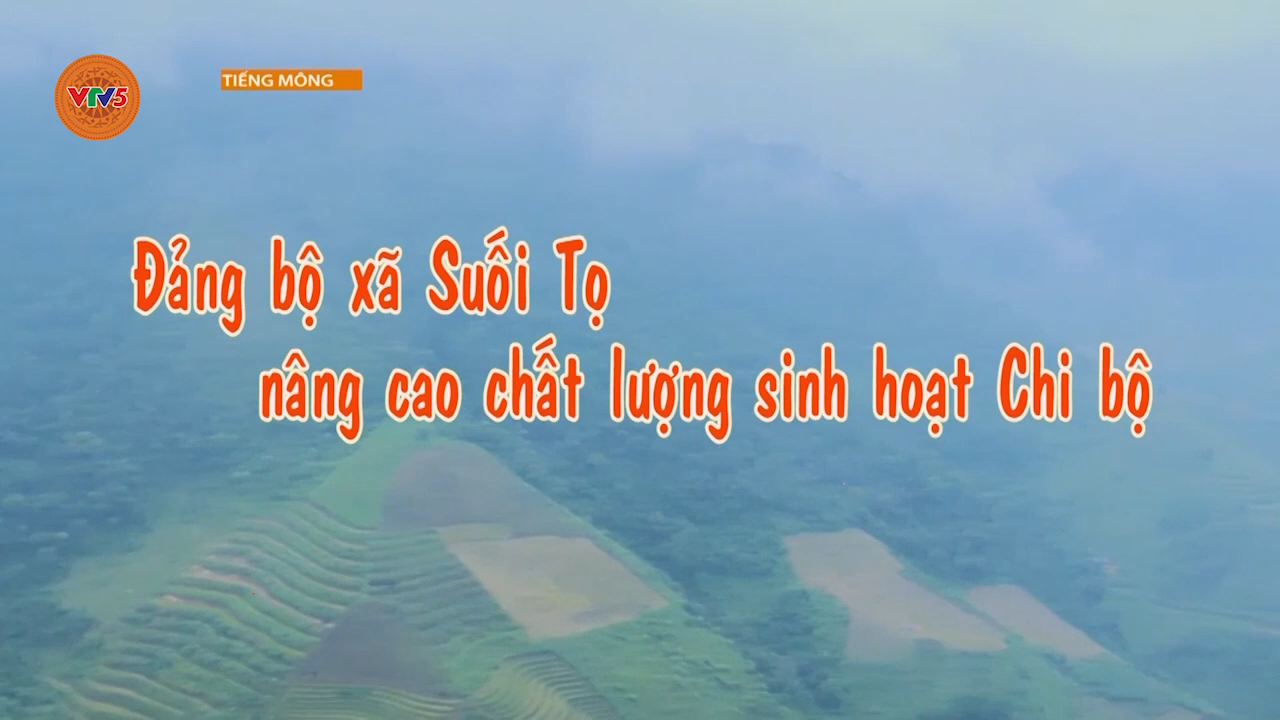 VTV5
TIẾNG MÔNG
Đảng bộ xã Suối Tọ
nâng cao chất lượng sinh hoạt Chi bộ